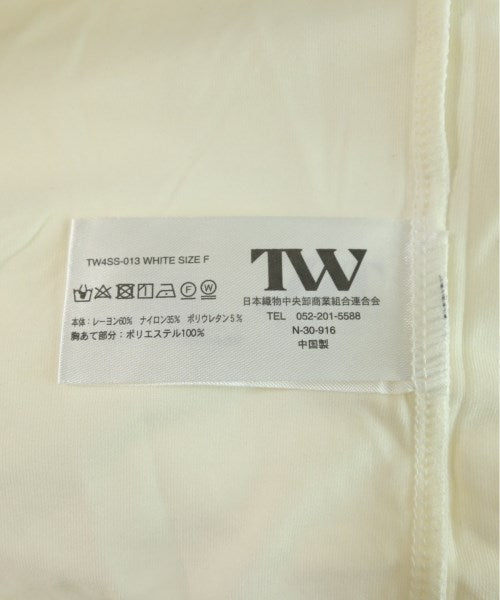 TW4SS-013 WHITE SIZE F
本体：レーヨン60% ナイロン35% ポリウレタン5%
胸あて部分：ポリエステル100%
TW
日本織物中央卸商業組合連合会
TEL 052-201-5588
N-30-916
中国製